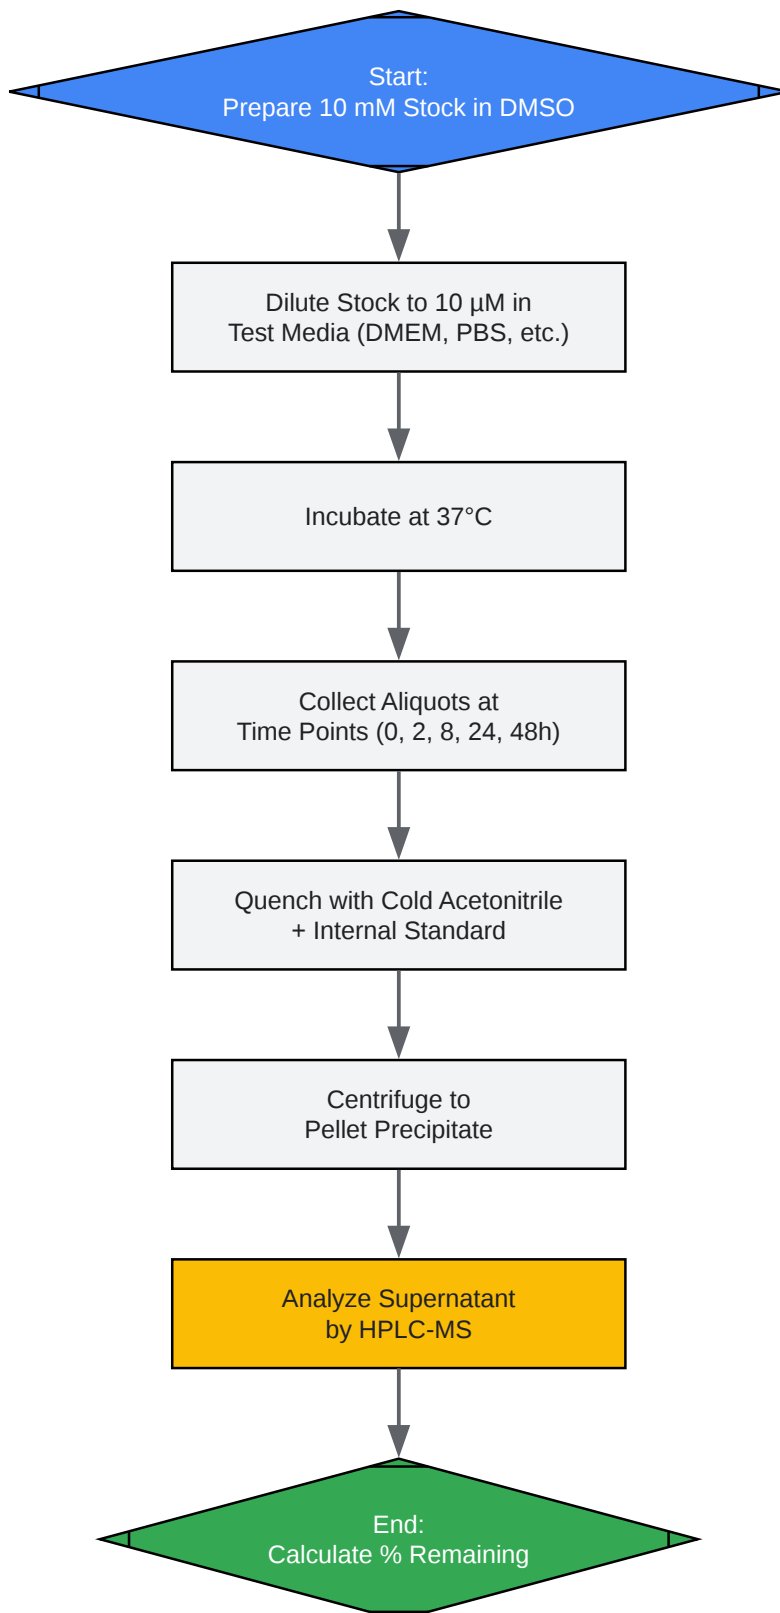 Start:
Prepare 10 mM Stock in DMSO
Dilute Stock to 10 µM in
Test Media (DMEM, PBS, etc.)
Incubate at 37°C
Collect Aliquots at
Time Points (0, 2, 8, 24, 48h)
Quench with Cold Acetonitrile
+ Internal Standard
Centrifuge to
Pellet Precipitate
Analyze Supernatant
by HPLC-MS
End:
Calculate % Remaining